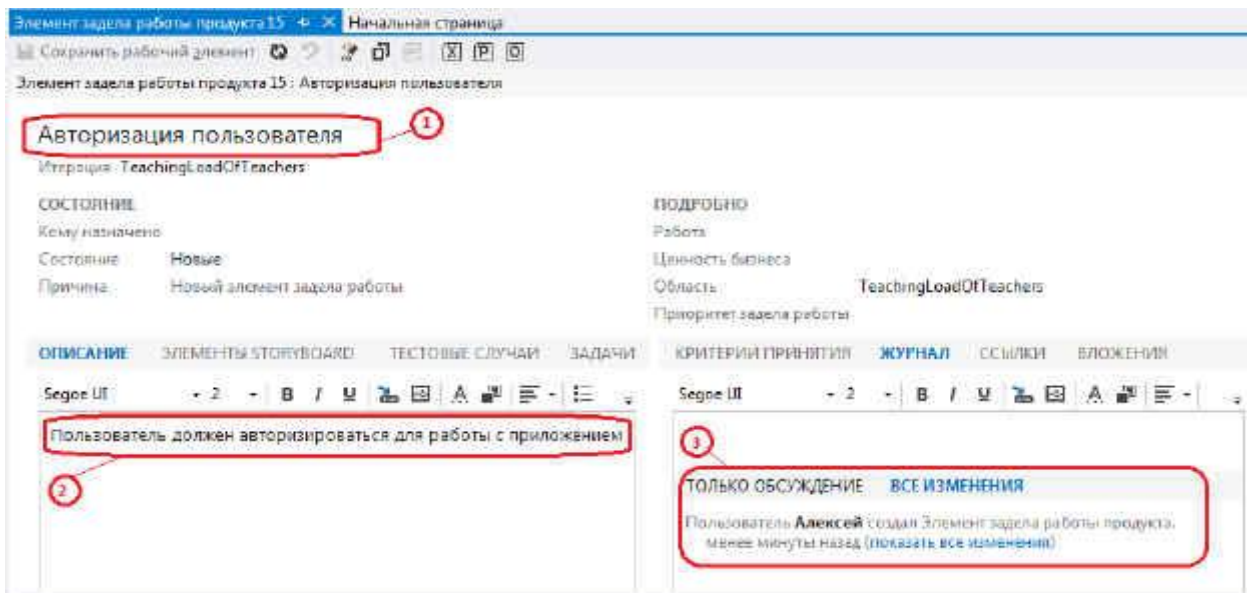 Элемент задела работы продукта 15
Начальная страница
Сохранить рабочий элемент
Элемент задела работы продукта 15 : Авторизация пользователя
Авторизация пользователя
1
Итерация TeachingLoadOfTeachers
СОСТОЯНИЕ
Кому назначено
Состояние Новые
Причина Новый элемент задела работы
ПОДРОБНО
Работа
Ценность бизнеса
Область TeachingLoadOfTeachers
Приоритет задела работы
ОПИСАНИЕ ЭЛЕМЕНТЫ STORYBOARD ТЕСТОВЫЕ СЛУЧАИ ЗАДАЧИ
Segoe UI 2 B I U A
Пользователь должен авторизироваться для работы с приложением
2
КРИТЕРИИ ПРИНЯТИЯ ЖУРНАЛ ССЫЛКИ ВЛОЖЕНИЯ
Segoe UI 2 B I U A
3
ТОЛЬКО ОБСУЖДЕНИЕ ВСЕ ИЗМЕНЕНИЯ
Пользователь Алексей создал Элемент задела работы продукта.
менее минуты назад (показать все изменения)